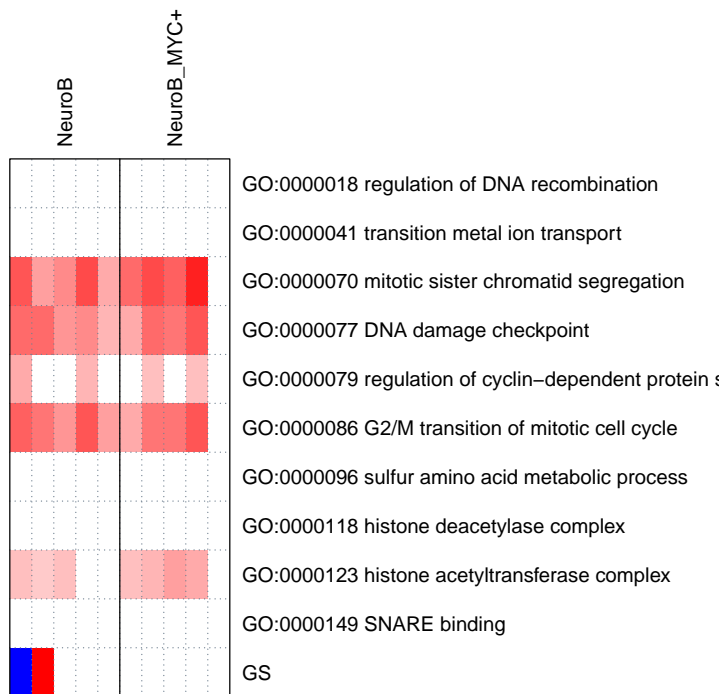 NeuroB
NeuroB_MYC+
GO:0000018 regulation of DNA recombination
GO:0000041 transition metal ion transport
GO:0000070 mitotic sister chromatid segregation
GO:0000077 DNA damage checkpoint
GO:0000079 regulation of cyclin−dependent protein s
GO:0000086 G2/M transition of mitotic cell cycle
GO:0000096 sulfur amino acid metabolic process
GO:0000118 histone deacetylase complex
GO:0000123 histone acetyltransferase complex
GO:0000149 SNARE binding
GS